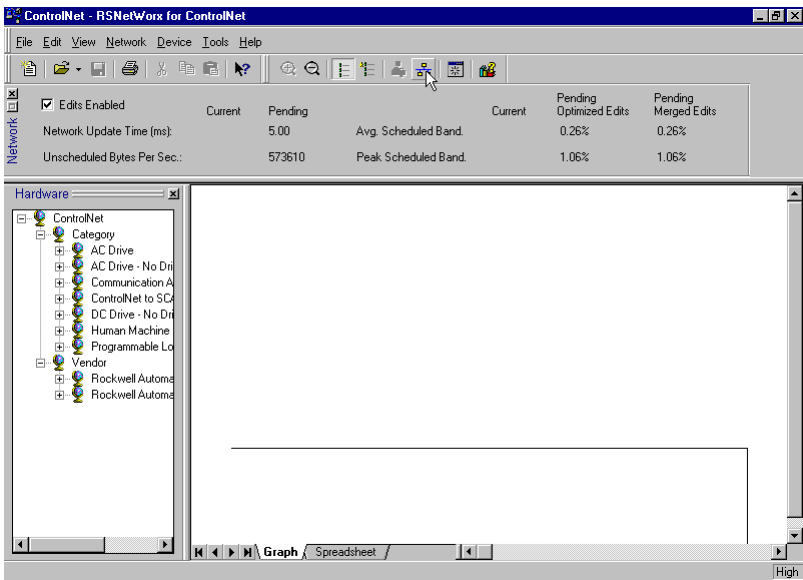 ControlNet - RSNetWorx for ControlNet
File Edit View Network Device Tools Help
Network
Edits Enabled
Current Pending Current Pending Optimized Edits Pending Merged Edits
Network Update Time (ms): 5.00 Avg. Scheduled Band. 0.26% 0.26%
Unscheduled Bytes Per Sec.: 573610 Peak Scheduled Band. 1.06% 1.06%
Hardware
ControlNet
Category
AC Drive
AC Drive - No Dri
Communication A
ControlNet to SCA
DC Drive - No Dri
Human Machine
Programmable Lo
Vendor
Rockwell Automa
Rockwell Automa
Graph Spreadsheet
High